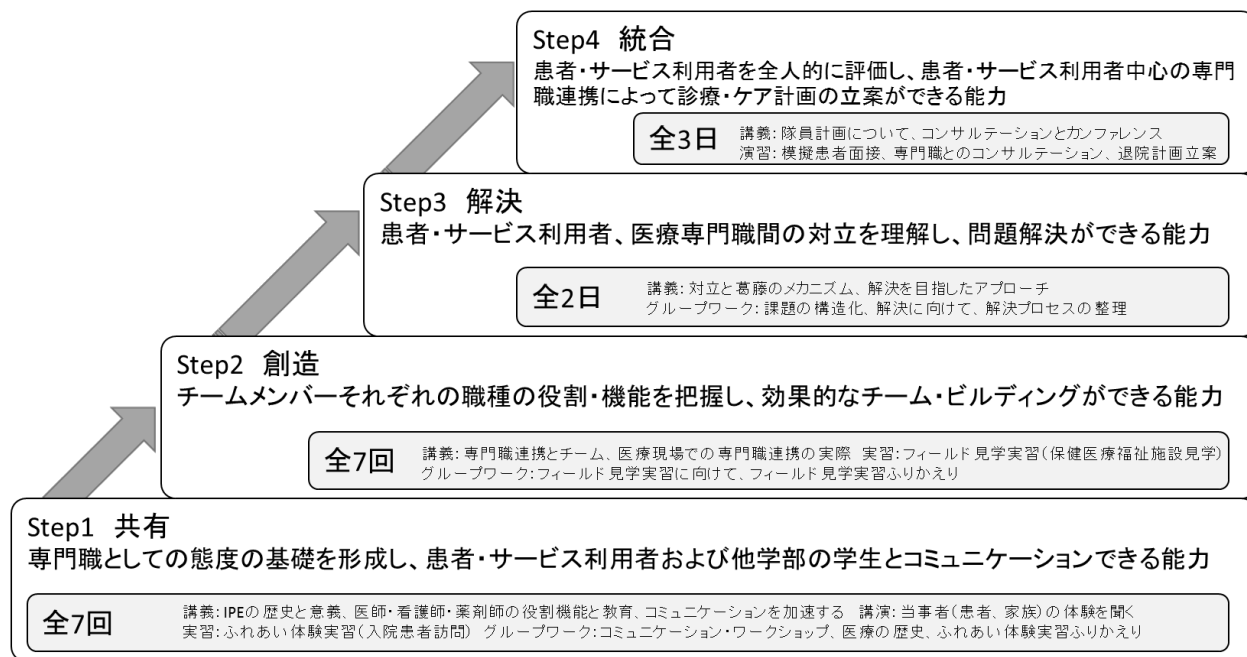 Step4 統合
患者・サービス利用者を全人的に評価し、患者・サービス利用者中心の専門
職連携によって診療・ケア計画の立案ができる能力
全3日
講義:隊員計画について、コンサルテーションとカンファレンス
演習:模擬患者面接、専門職とのコンサルテーション、退院計画立案
Step3 解決
患者・サービス利用者、医療専門職間の対立を理解し、問題解決ができる能力
全2日
講義:対立と葛藤のメカニズム、解決を目指したアプローチ
グループワーク:課題の構造化、解決に向けて、解決プロセスの整理
Step2 創造
チームメンバーそれぞれの職種の役割・機能を把握し、効果的なチーム・ビルディングができる能力
全7回
講義:専門職連携とチーム、医療現場での専門職連携の実際 実習:フィールド見学実習(保健医療福祉施設見学)
グループワーク:フィールド見学実習に向けて、フィールド見学実習ふりかえり
Step1 共有
専門職としての態度の基礎を形成し、患者・サービス利用者および他学部の学生とコミュニケーションできる能力
全7回
講義:IPEの歴史と意義、医師・看護師・薬剤師の役割機能と教育、コミュニケーションを加速する 講演:当事者(患者、家族)の体験を聞く
実習:ふれあい体験実習(入院患者訪問) グループワーク:コミュニケーション・ワークショップ、医療の歴史、ふれあい体験実習ふりかえり